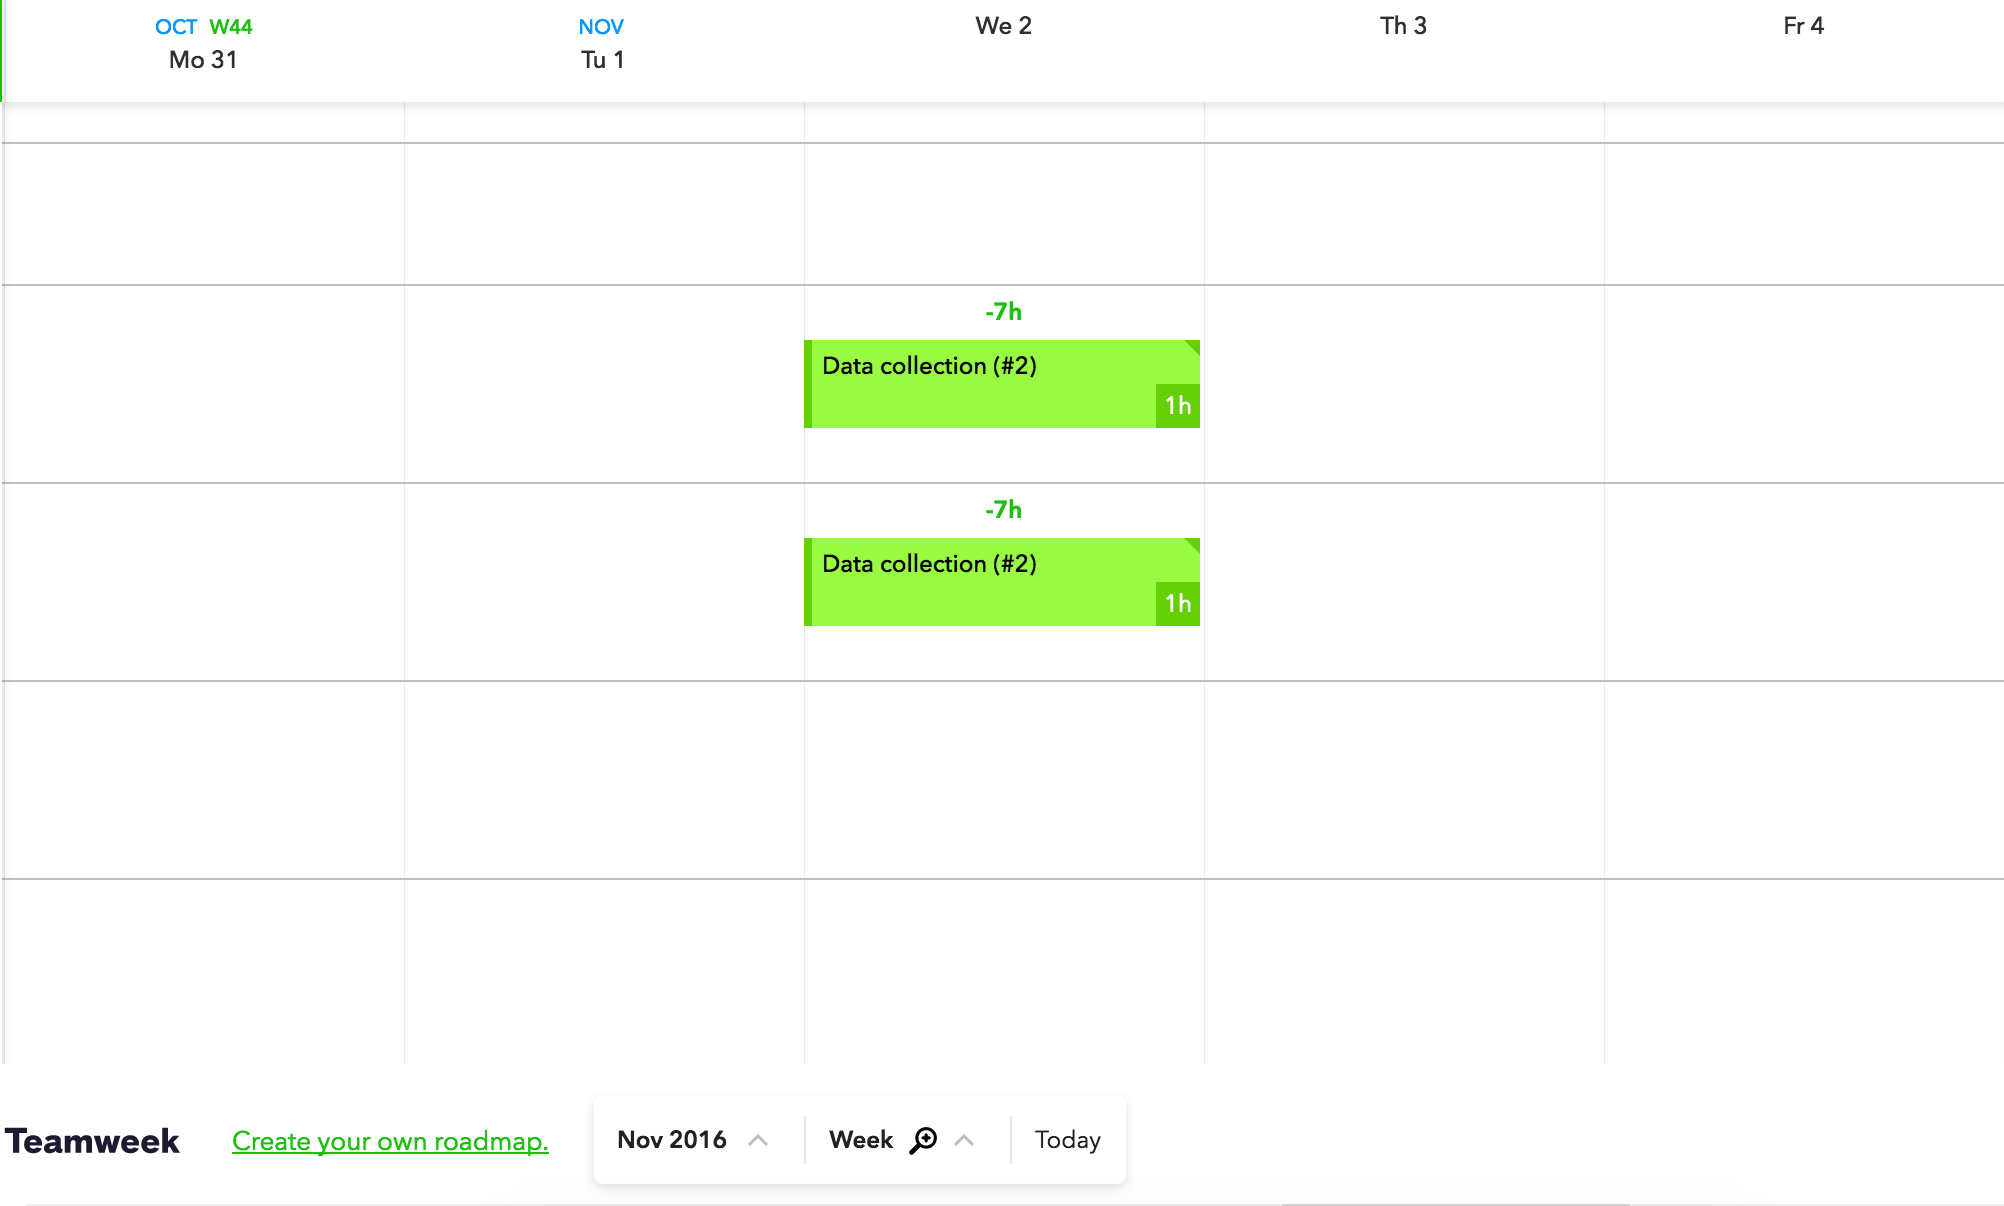 OCT W44
Mo 31
NOV
Tu 1
We 2
Th 3
Fr 4
-7h
Data collection (#2)
1h
-7h
Data collection (#2)
1h
Teamweek
Create your own roadmap.
Nov 2016
Week
Today